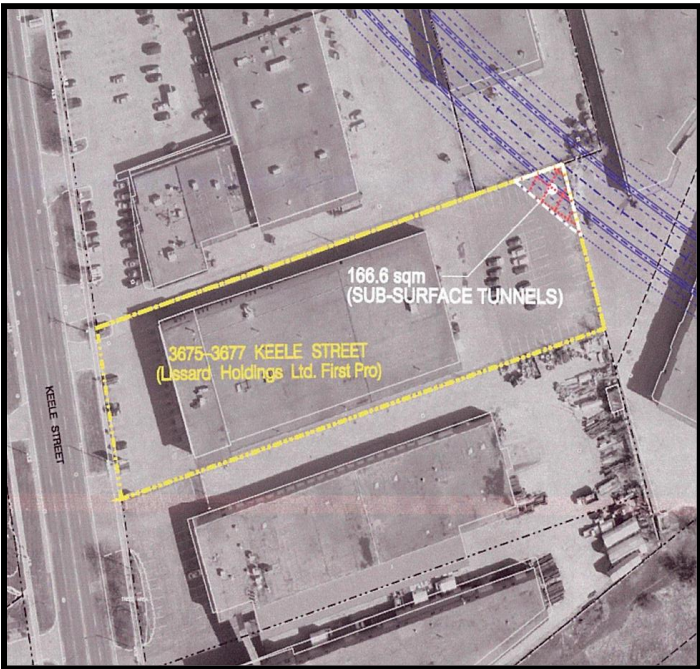 166.6 sqm
(SUB-SURFACE TUNNELS)
3675-3677 KEELE STREET
(Lissard Holdings Ltd. First Pro)
KEELE STREET